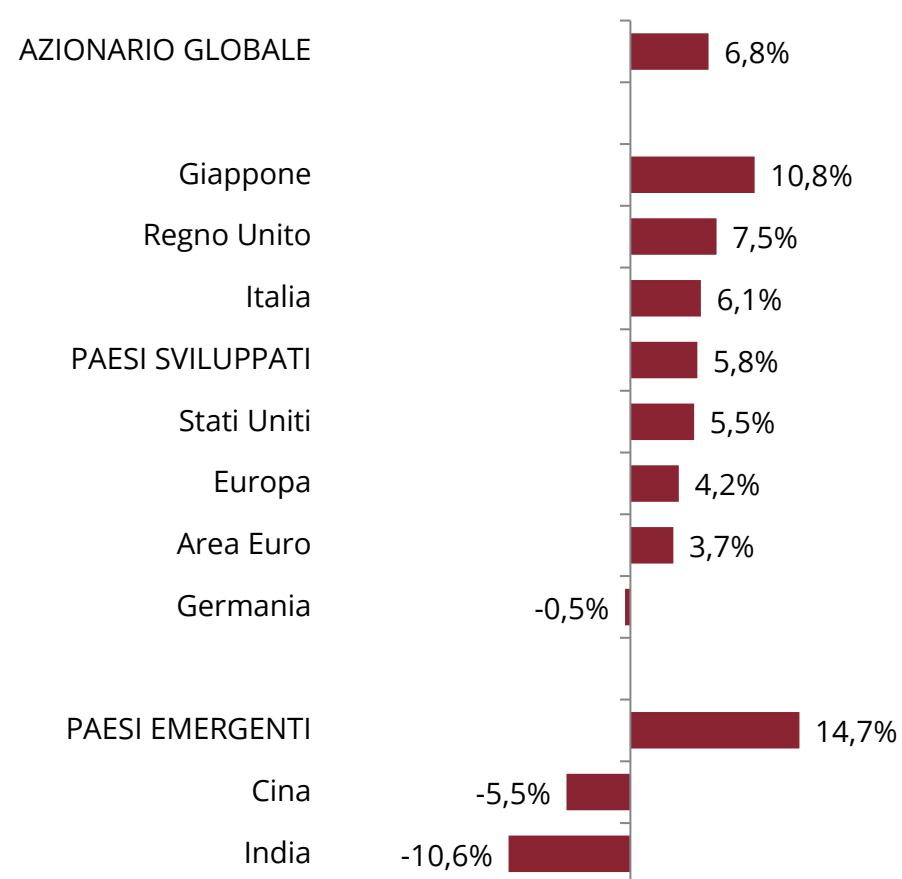 AZIONARIO GLOBALE 6,8%
Giappone 10,8%
Regno Unito 7,5%
Italia 6,1%
PAESI SVILUPPATI 5,8%
Stati Uniti 5,5%
Europa 4,2%
Area Euro 3,7%
Germania -0,5%
PAESI EMERGENTI 14,7%
Cina -5,5%
India -10,6%